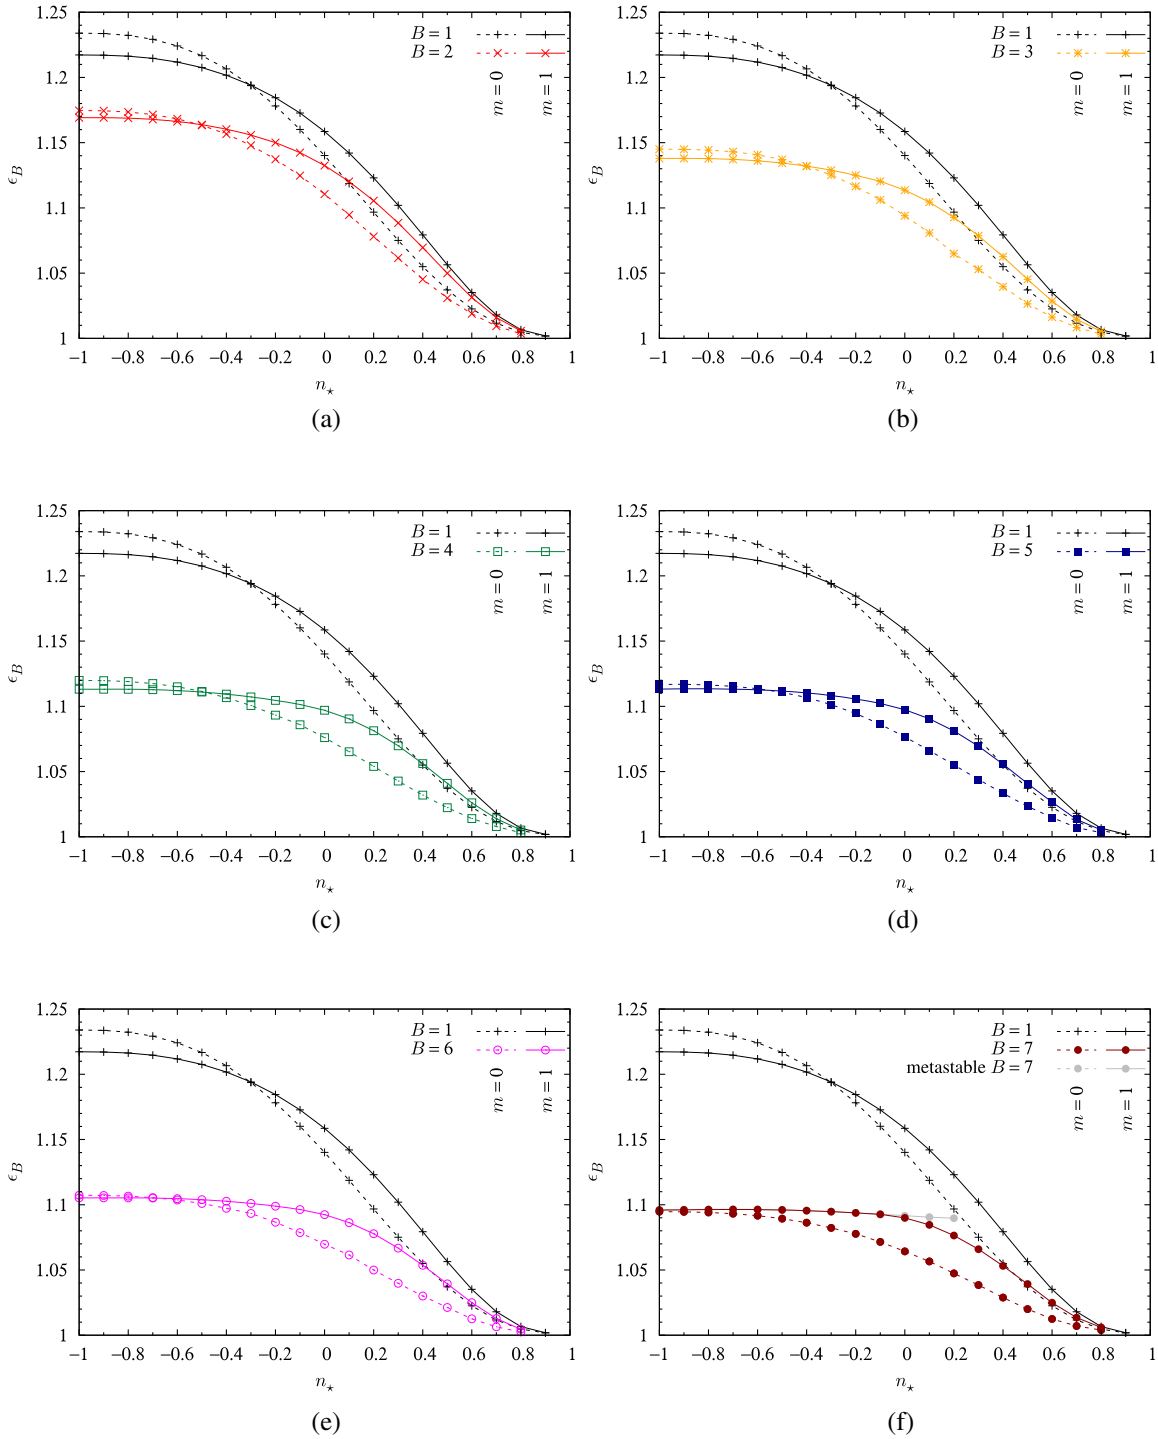 1.25
1.2
1.15
1.1
1.05
1
ϵ_B
−1 −0.8 −0.6 −0.4 −0.2 0 0.2 0.4 0.6 0.8 1
n⋆
B = 1
B = 2
m = 0
m = 1
(a)
1.25
1.2
1.15
1.1
1.05
1
ϵ_B
−1 −0.8 −0.6 −0.4 −0.2 0 0.2 0.4 0.6 0.8 1
n⋆
B = 1
B = 3
m = 0
m = 1
(b)
1.25
1.2
1.15
1.1
1.05
1
ϵ_B
−1 −0.8 −0.6 −0.4 −0.2 0 0.2 0.4 0.6 0.8 1
n⋆
B = 1
B = 4
m = 0
m = 1
(c)
1.25
1.2
1.15
1.1
1.05
1
ϵ_B
−1 −0.8 −0.6 −0.4 −0.2 0 0.2 0.4 0.6 0.8 1
n⋆
B = 1
B = 5
m = 0
m = 1
(d)
1.25
1.2
1.15
1.1
1.05
1
ϵ_B
−1 −0.8 −0.6 −0.4 −0.2 0 0.2 0.4 0.6 0.8 1
n⋆
B = 1
B = 6
m = 0
m = 1
(e)
1.25
1.2
1.15
1.1
1.05
1
ϵ_B
−1 −0.8 −0.6 −0.4 −0.2 0 0.2 0.4 0.6 0.8 1
n⋆
B = 1
B = 7
metastable B = 7
m = 0
m = 1
(f)